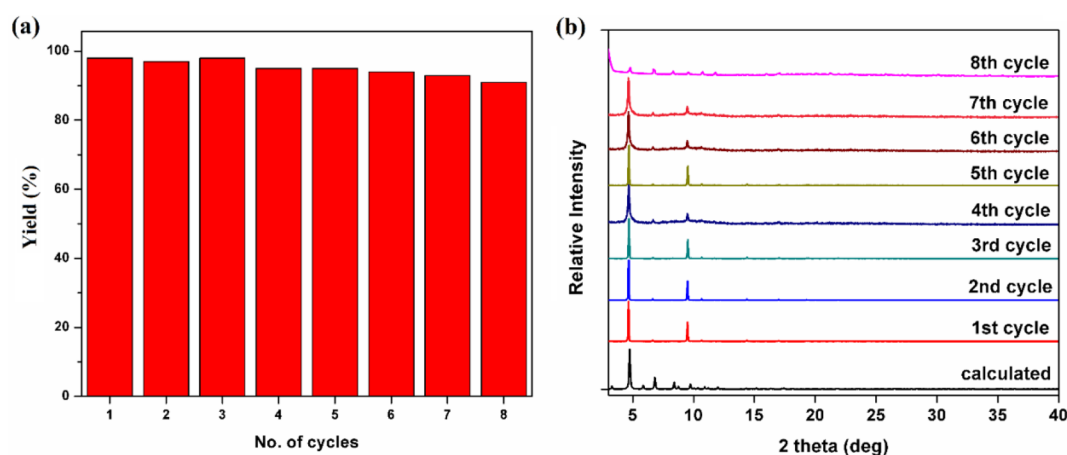 (a)
100
80
60
40
20
0
Yield (%)
1 2 3 4 5 6 7 8
No. of cycles
(b)
8th cycle
7th cycle
6th cycle
5th cycle
4th cycle
3rd cycle
2nd cycle
1st cycle
calculated
Relative Intensity
5 10 15 20 25 30 35 40
2 theta (deg)